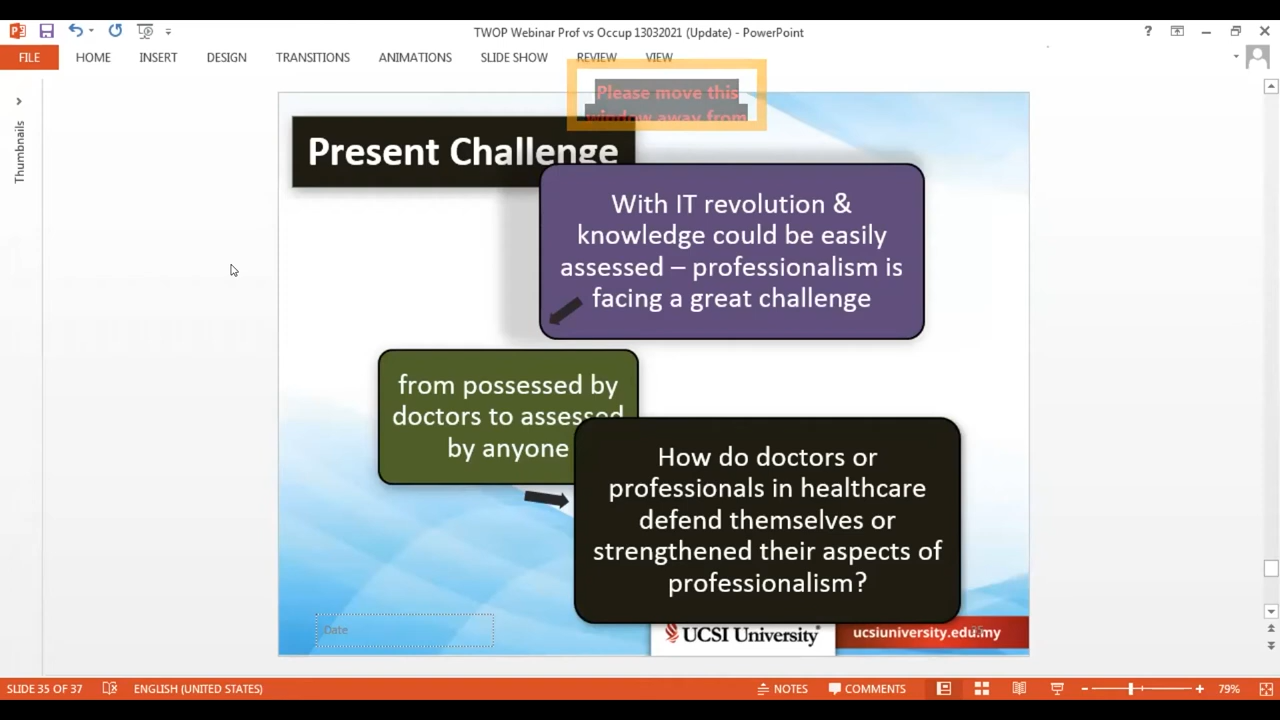 TWOP Webinar Prof vs Occup 13032021 (Update) - PowerPoint
FILE HOME INSERT DESIGN TRANSITIONS ANIMATIONS SLIDE SHOW REVIEW VIEW
Thumbnails
Please move this
window away from
Present Challenge
With IT revolution &
knowledge could be easily
assessed – professionalism is
facing a great challenge
from possessed by
doctors to assessed
by anyone
How do doctors or
professionals in healthcare
defend themselves or
strengthened their aspects of
professionalism?
Date
UCSI University
ucsiuniversity.edu.my
35
SLIDE 35 OF 37 ENGLISH (UNITED STATES) NOTES COMMENTS 79%